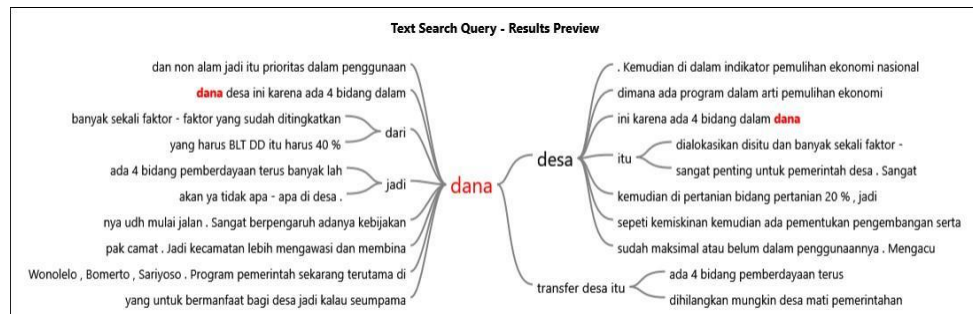 Text Search Query - Results Preview
dan non alam jadi itu prioritas dalam penggunaan
dana desa ini karena ada 4 bidang dalam
banyak sekali faktor - faktor yang sudah ditingkatkan
yang harus BLT DD itu harus 40 %
dari
ada 4 bidang pemberdayaan terus banyak lah
akan ya tidak apa - apa di desa .
jadi
nya udh mulai jalan . Sangat berpengaruh adanya kebijakan
pak camat . Jadi kecamatan lebih mengawasi dan membina
Wonolelo , Bomerto , Sariyoso . Program pemerintah sekarang terutama di
yang untuk bermanfaat bagi desa jadi kalau seumpama
dana
desa
. Kemudian di dalam indikator pemulihan ekonomi nasional
dimana ada program dalam arti pemulihan ekonomi
ini karena ada 4 bidang dalam dana
itu
dialokasikan disitu dan banyak sekali faktor -
sangat penting untuk pemerintah desa . Sangat
kemudian di pertanian bidang pertanian 20 % , jadi
sepeti kemiskinan kemudian ada pementukan pengembangan serta
sudah maksimal atau belum dalam penggunaannya . Mengacu
transfer desa itu
ada 4 bidang pemberdayaan terus
dihilangkan mungkin desa mati pemerintahan